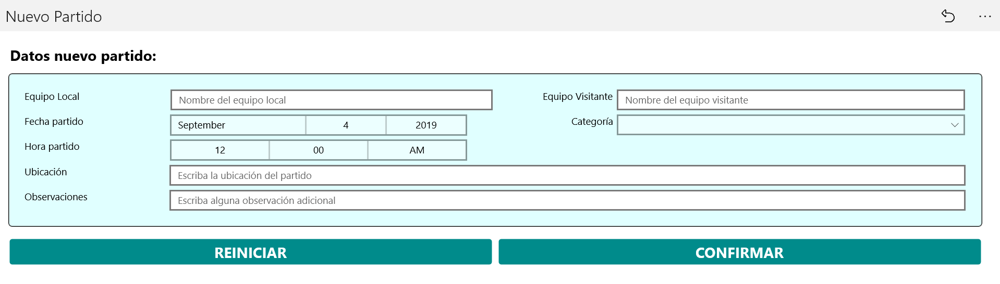 Nuevo Partido
Datos nuevo partido:
Equipo Local Nombre del equipo local Equipo Visitante Nombre del equipo visitante
Fecha partido September 4 2019 Categoría
Hora partido 12 00 AM
Ubicación Escriba la ubicación del partido
Observaciones Escriba alguna observación adicional
REINICIAR CONFIRMAR